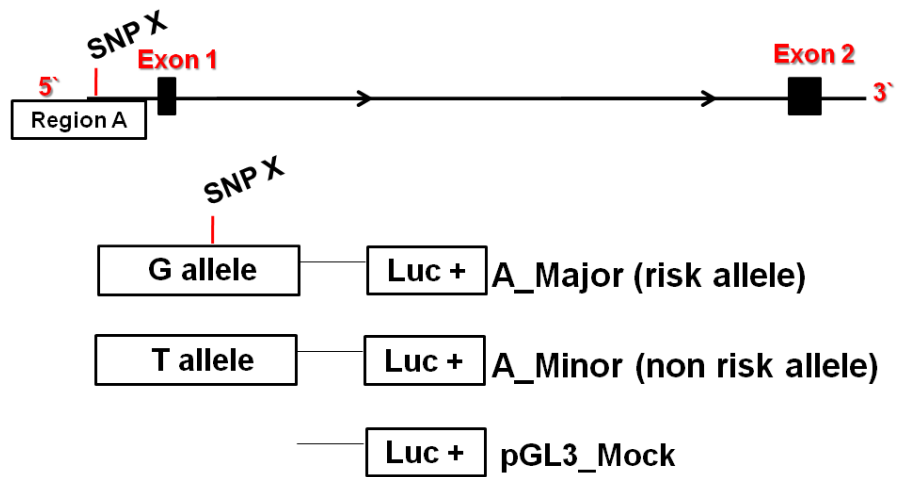 SNP X
Exon 1
Exon 2
5`
3`
Region A
SNP X
G allele
Luc +
A_Major (risk allele)
T allele
Luc +
A_Minor (non risk allele)
Luc +
pGL3_Mock